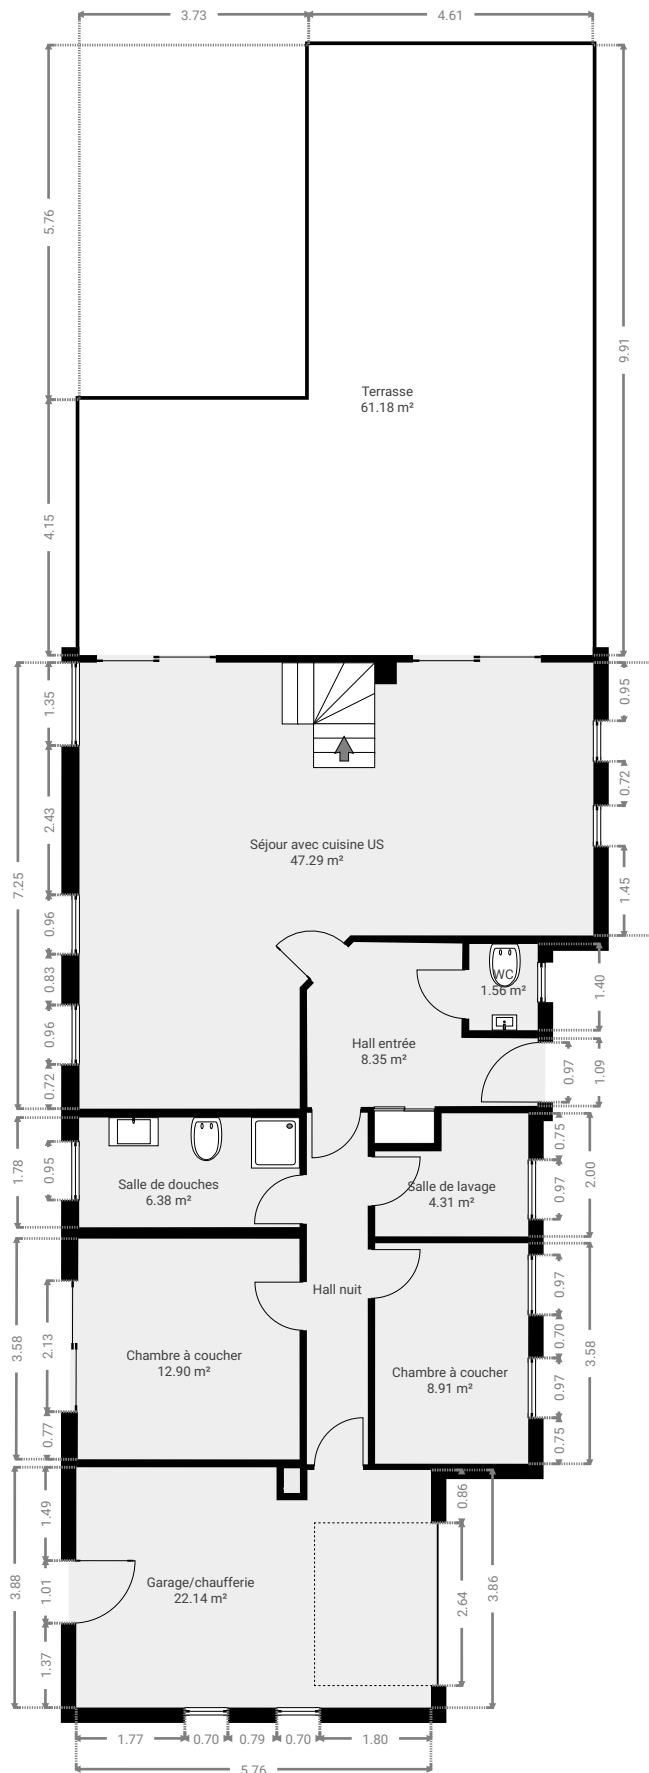 3.73
4.61
5.76
9.91
Terrasse
61.18 m²
4.15
1.35
0.95
2.43
0.72
7.25
Séjour avec cuisine US
47.29 m²
1.45
0.96
0.83
WC
1.56 m²
1.40
0.96
Hall entrée
8.35 m²
0.97
1.09
0.72
1.78
0.95
Salle de douches
6.38 m²
Salle de lavage
4.31 m²
0.75
0.97
2.00
Hall nuit
0.97
3.58
2.13
Chambre à coucher
12.90 m²
Chambre à coucher
8.91 m²
0.70
0.97
3.58
0.77
0.75
1.49
0.86
3.88
1.01
Garage/chaufferie
22.14 m²
2.64
3.86
1.37
1.77
0.70
0.79
0.70
1.80
5.76